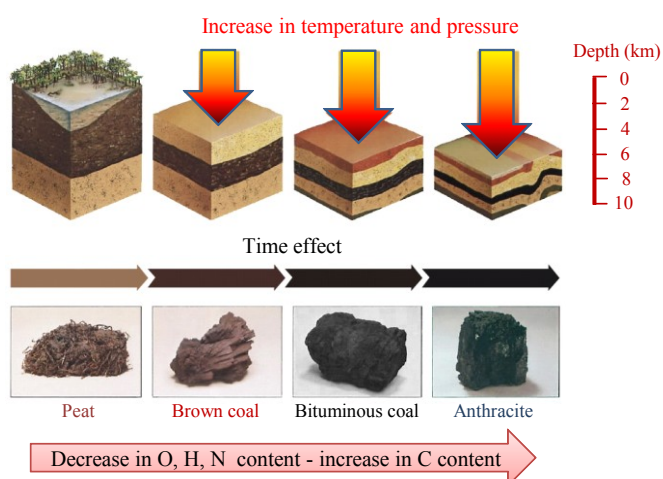 Increase in temperature and pressure
Depth (km)
0
2
4
6
8
10
Time effect
Peat
Brown coal
Bituminous coal
Anthracite
Decrease in O, H, N content - increase in C content